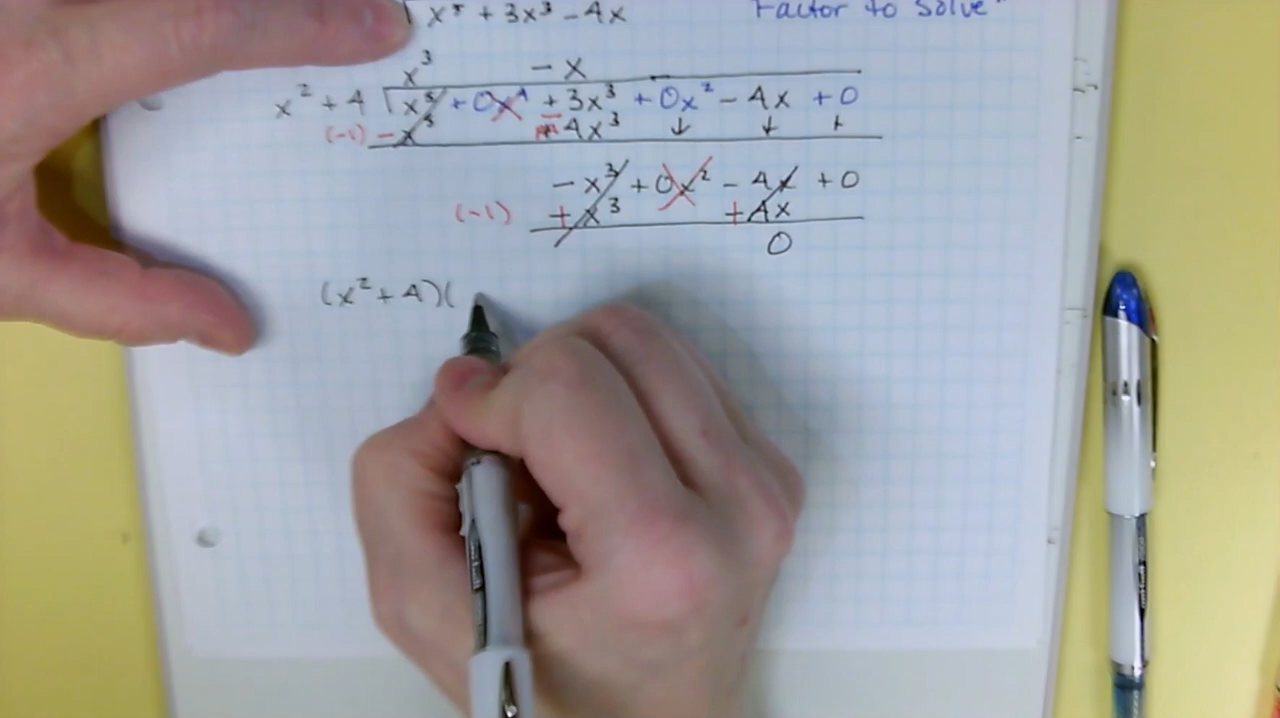 x⁵ + 3x³ - 4x Factor to Solve"
x³ - x
x² + 4 x⁵ + 0x⁴ + 3x³ + 0x² - 4x + 0
(-1) - x⁵ - 4x³ ↓ ↓ ↓
- x³ + 0x² - 4x + 0
(-1) + x³ + 4x
0
(x² + 4)(